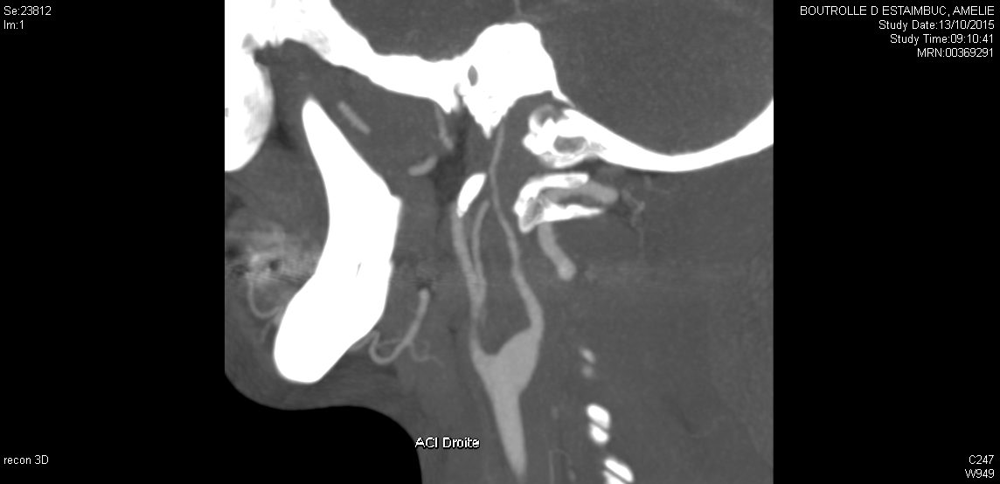 Se:23812
Im:1
BOUTROLLE D ESTAIMBUC, AMELIE
Study Date:13/10/2015
Study Time:09:10:41
MRN:00369291
ACI Droite
recon 3D
C247
W949